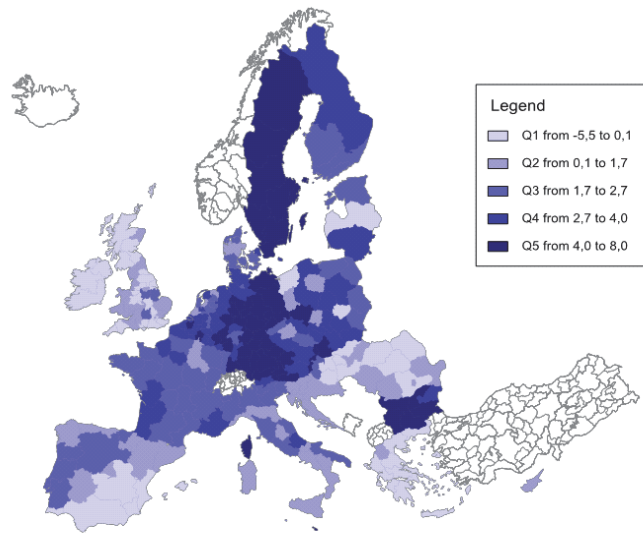 Legend
Q1 from -5,5 to 0,1
Q2 from 0,1 to 1,7
Q3 from 1,7 to 2,7
Q4 from 2,7 to 4,0
Q5 from 4,0 to 8,0